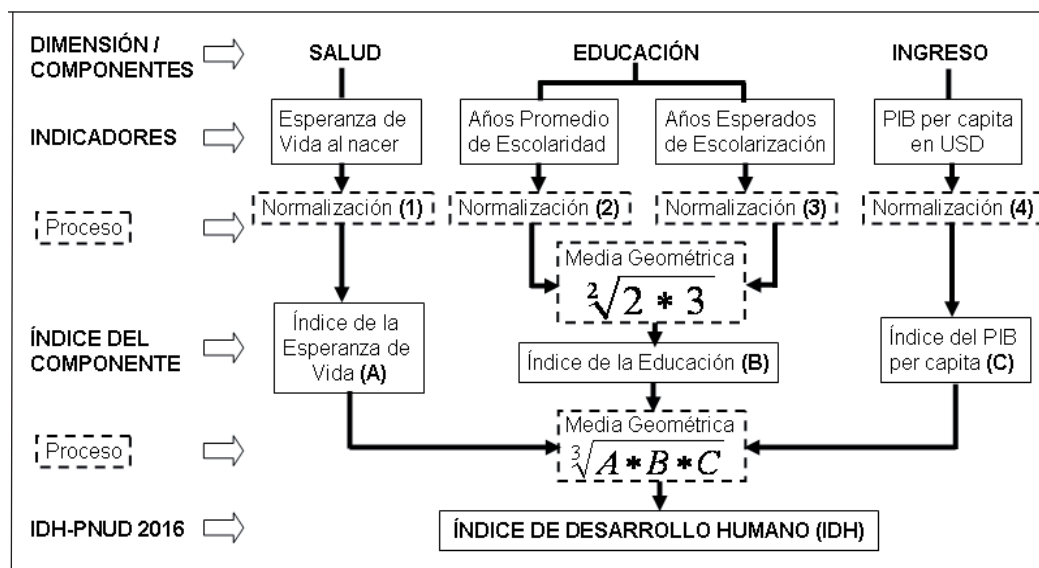 DIMENSIÓN /
COMPONENTES
SALUD
EDUCACIÓN
INGRESO
INDICADORES
Esperanza de
Vida al nacer
Años Promedio
de Escolaridad
Años Esperados
de Escolarización
PIB per capita
en USD
Proceso
Normalización (1)
Normalización (2)
Normalización (3)
Normalización (4)
Media Geométrica
²√2 * 3
ÍNDICE DEL
COMPONENTE
Índice de la
Esperanza de
Vida (A)
Índice de la Educación (B)
Índice del PIB
per capita (C)
Proceso
Media Geométrica
³√A * B * C
IDH-PNUD 2016
ÍNDICE DE DESARROLLO HUMANO (IDH)